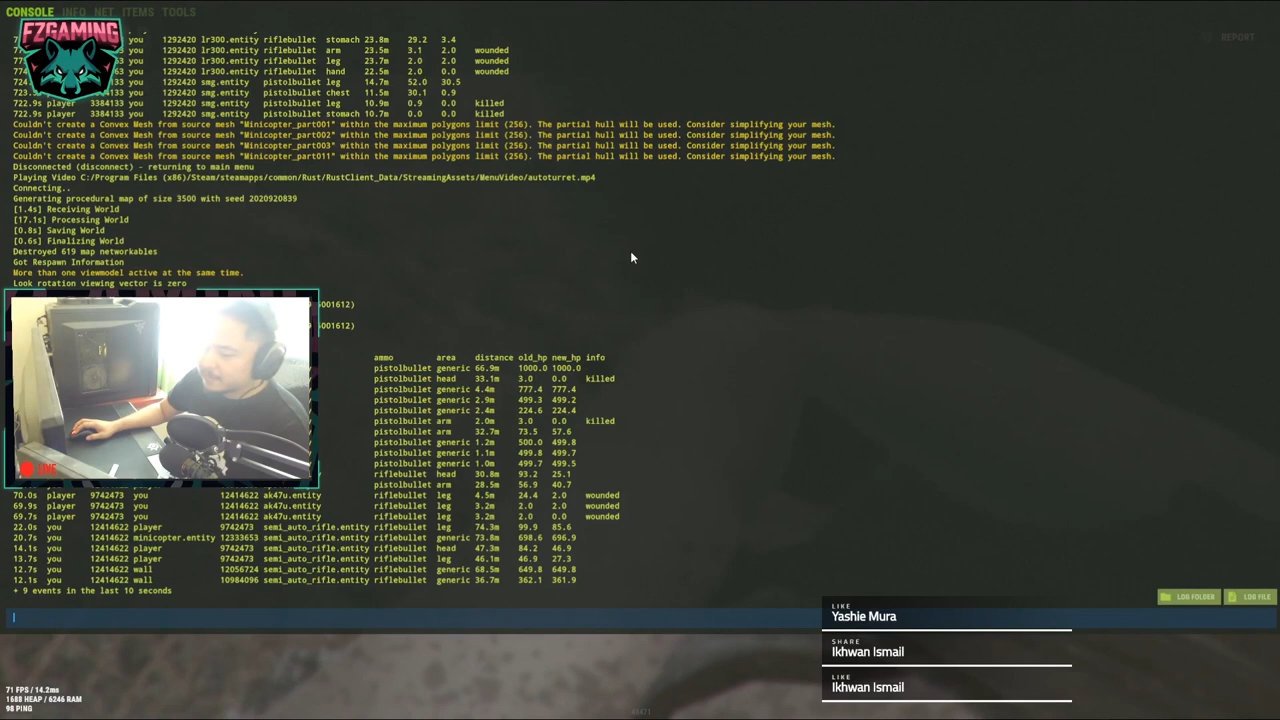 CONSOLE INFO NET ITEMS TOOLS
FZGAMING
REPORT
you 1292420 lr300.entity riflebullet stomach 23.8m 29.2 3.4
you 1292420 lr300.entity riflebullet arm 23.5m 3.1 2.0 wounded
you 1292420 lr300.entity riflebullet leg 23.7m 2.0 2.0 wounded
you 1292420 lr300.entity riflebullet hand 22.5m 2.0 0.0 wounded
you 1292420 smg.entity pistolbullet leg 14.7m 52.0 30.5
you 1292420 smg.entity pistolbullet chest 11.5m 30.1 0.9
722.9s player 3384133 you 1292420 smg.entity pistolbullet leg 10.9m 0.9 0.0 killed
722.9s player 3384133 you 1292420 smg.entity pistolbullet stomach 10.7m 0.0 0.0 killed
Couldn't create a Convex Mesh from source mesh "Minicopter_part001" within the maximum polygons limit (256). The partial hull will be used. Consider simplifying your mesh.
Couldn't create a Convex Mesh from source mesh "Minicopter_part002" within the maximum polygons limit (256). The partial hull will be used. Consider simplifying your mesh.
Couldn't create a Convex Mesh from source mesh "Minicopter_part003" within the maximum polygons limit (256). The partial hull will be used. Consider simplifying your mesh.
Couldn't create a Convex Mesh from source mesh "Minicopter_part011" within the maximum polygons limit (256). The partial hull will be used. Consider simplifying your mesh.
Disconnected (disconnect) - returning to main menu
Playing Video C:/Program Files (x86)/Steam/steamapps/common/Rust/RustClient_Data/StreamingAssets/MenuVideo/autoturret.mp4
Connecting..
Generating procedural map of size 3500 with seed 2020920839
[1.4s] Receiving World
[17.1s] Processing World
[0.8s] Saving World
[0.6s] Finalizing World
Destroyed 619 map networkables
Got Respawn Information
More than one viewmodel active at the same time.
Look rotation viewing vector is zero
ammo area distance old_hp new_hp info
pistolbullet generic 66.9m 1000.0 1000.0
pistolbullet head 33.1m 3.0 0.0 killed
pistolbullet generic 4.4m 777.4 777.4
pistolbullet generic 2.9m 499.3 499.2
pistolbullet generic 2.4m 224.6 224.4
pistolbullet arm 2.0m 3.0 0.0 killed
pistolbullet arm 32.7m 73.5 57.6
pistolbullet generic 1.2m 500.0 499.8
pistolbullet generic 1.1m 499.8 499.7
pistolbullet generic 1.0m 499.7 499.5
riflebullet head 30.8m 93.2 25.1
pistolbullet arm 28.5m 56.9 40.7
LIVE
70.0s player 9742473 you 12414622 ak47u.entity riflebullet leg 4.5m 24.4 2.0 wounded
69.9s player 9742473 you 12414622 ak47u.entity riflebullet leg 3.2m 2.0 2.0 wounded
69.7s player 9742473 you 12414622 ak47u.entity riflebullet leg 3.2m 2.0 0.0 wounded
22.0s you 12414622 player 9742473 semi_auto_rifle.entity riflebullet leg 74.3m 99.9 85.6
20.7s you 12414622 minicopter.entity 12333653 semi_auto_rifle.entity riflebullet generic 73.8m 698.6 696.9
14.1s you 12414622 player 9742473 semi_auto_rifle.entity riflebullet head 47.3m 84.2 46.9
13.7s you 12414622 player 9742473 semi_auto_rifle.entity riflebullet leg 46.1m 46.9 27.3
12.7s you 12414622 wall 12056724 semi_auto_rifle.entity riflebullet generic 68.5m 649.8 649.8
12.1s you 12414622 wall 10984096 semi_auto_rifle.entity riflebullet generic 36.7m 362.1 361.9
+ 9 events in the last 10 seconds
LOG FOLDER LOG FILE
LIKE
Yashie Mura
SHARE
Ikhwan Ismail
LIKE
Ikhwan Ismail
71 FPS / 14.2ms
1688 HEAP / 6246 RAM
98 PING